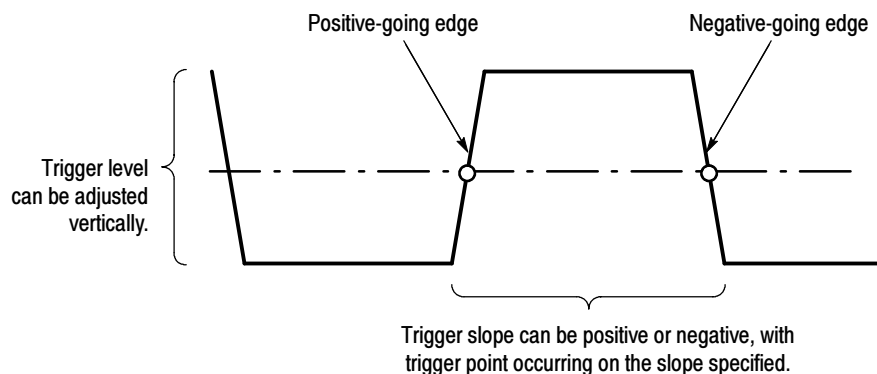 Positive-going edge
Negative-going edge
Trigger level
can be adjusted
vertically.
Trigger slope can be positive or negative, with
trigger point occurring on the slope specified.